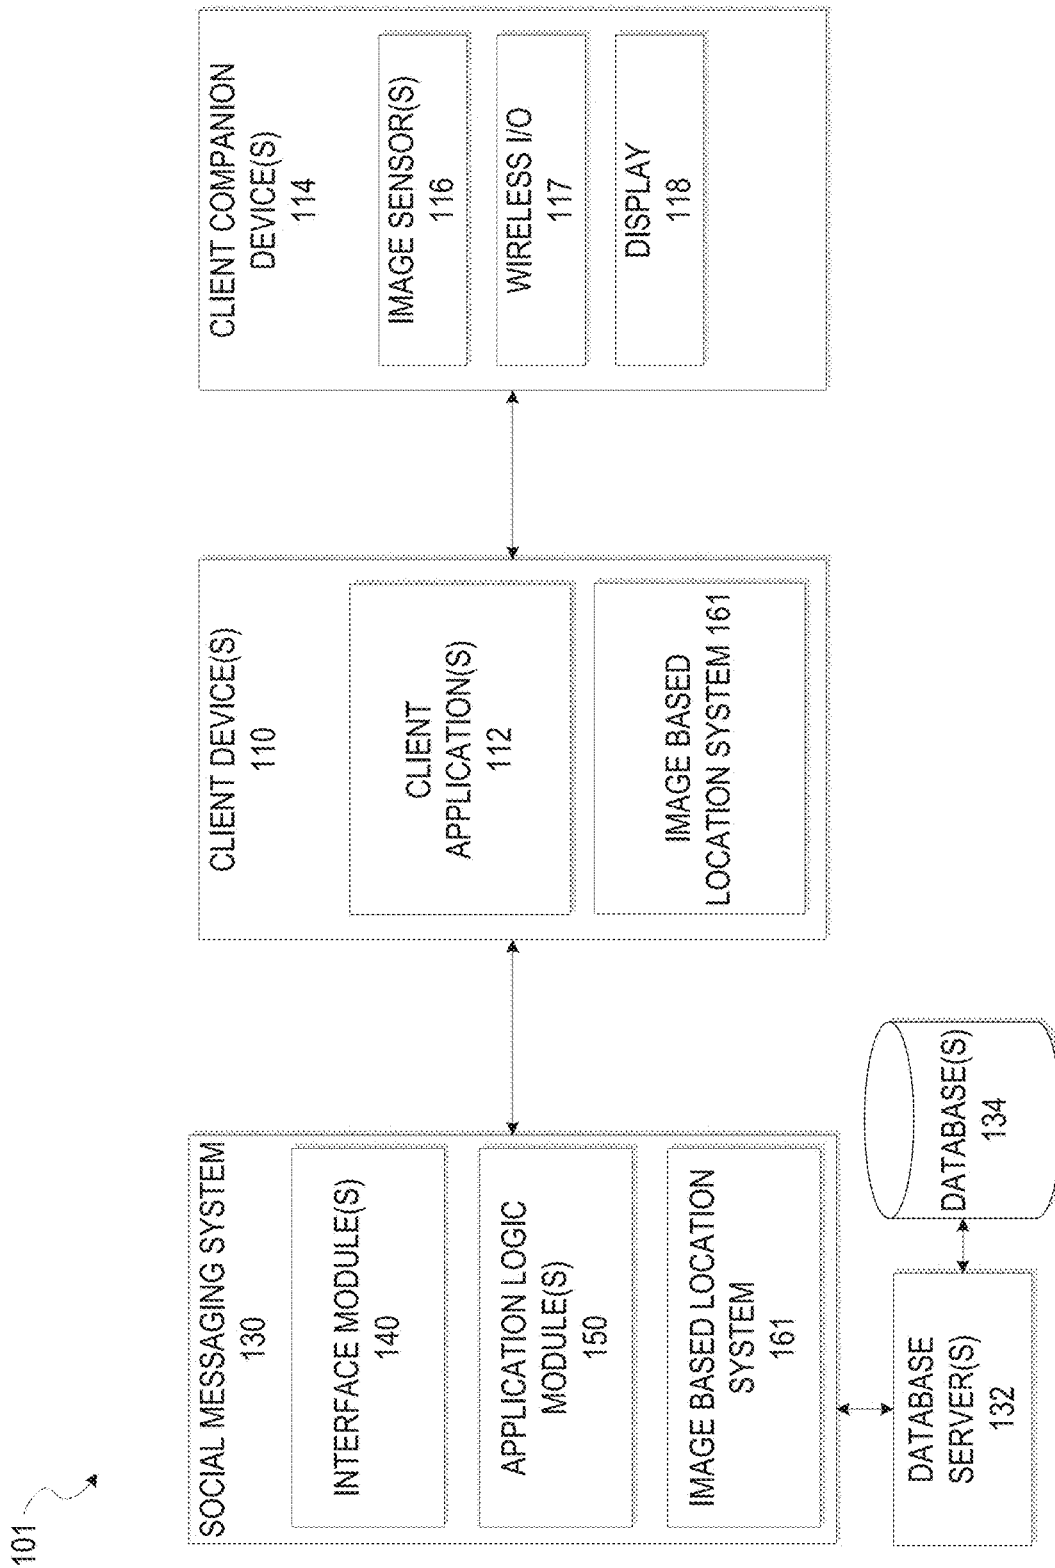 101
SOCIAL MESSAGING SYSTEM
130
INTERFACE MODULE(S)
140
APPLICATION LOGIC
MODULE(S)
150
IMAGE BASED LOCATION
SYSTEM
161
DATABASE
SERVER(S)
132
DATABASE(S)
134
CLIENT DEVICE(S)
110
CLIENT
APPLICATION(S)
112
IMAGE BASED
LOCATION SYSTEM 161
CLIENT COMPANION
DEVICE(S)
114
IMAGE SENSOR(S)
116
WIRELESS I/O
117
DISPLAY
118